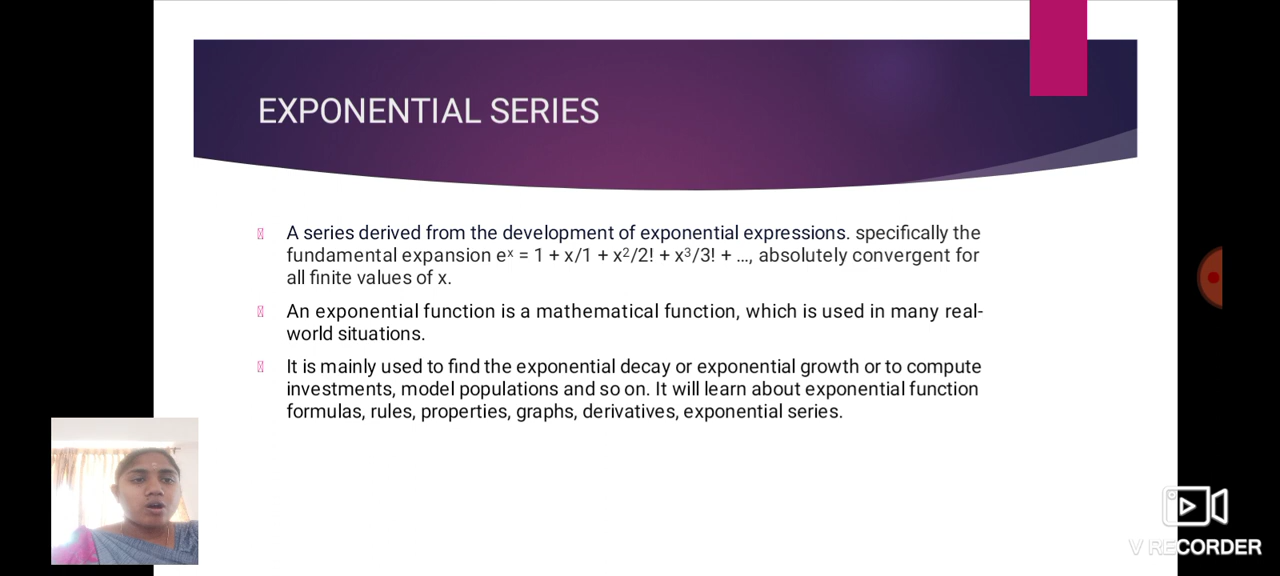 EXPONENTIAL SERIES
A series derived from the development of exponential expressions. specifically the
fundamental expansion eˣ = 1 + x/1 + x²/2! + x³/3! + …, absolutely convergent for
all finite values of x.
An exponential function is a mathematical function, which is used in many real-
world situations.
It is mainly used to find the exponential decay or exponential growth or to compute
investments, model populations and so on. It will learn about exponential function
formulas, rules, properties, graphs, derivatives, exponential series.
V RECORDER